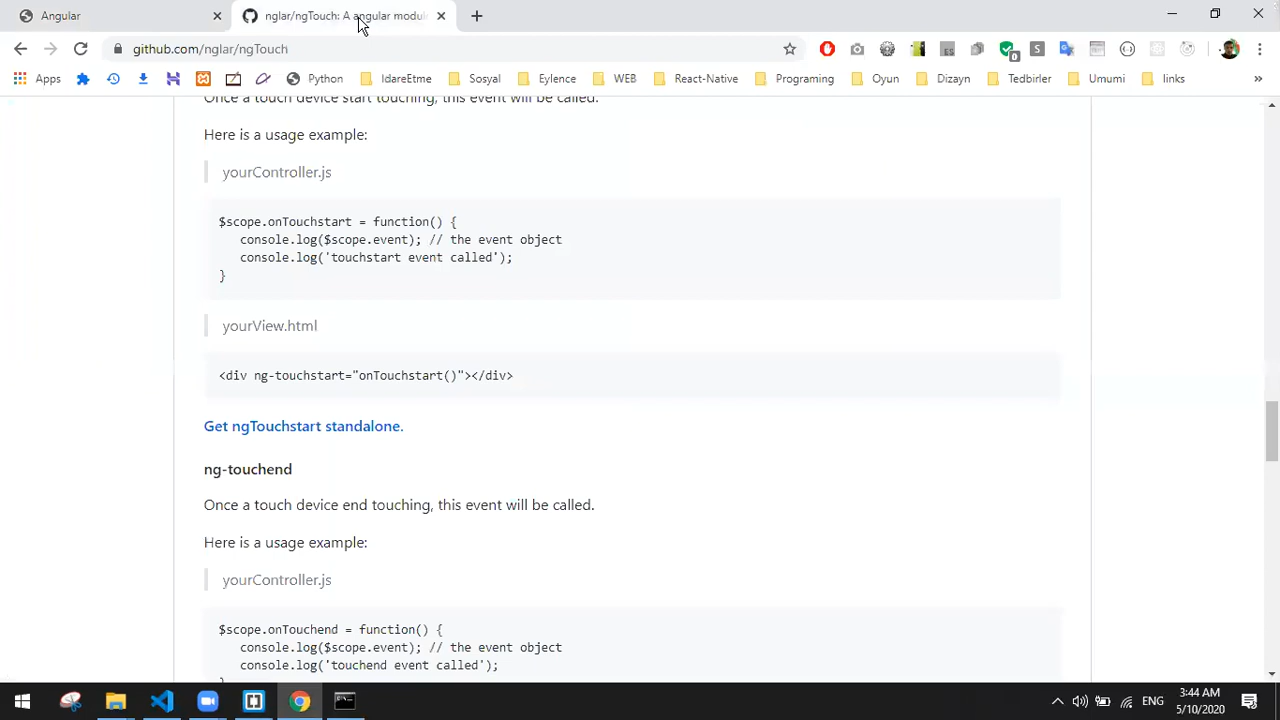 Angular
nglar/ngTouch: A angular modul
github.com/nglar/ngTouch
0
Apps
Python
IdareEtme
Sosyal
Eylence
WEB
React-Native
Programing
Oyun
Dizayn
Tedbirler
Umumi
links
»
Once a touch device start touching, this event will be called.
Here is a usage example:
yourController.js
$scope.onTouchstart = function() {
console.log($scope.event); // the event object
console.log('touchstart event called');
}
yourView.html
<div ng-touchstart="onTouchstart()"></div>
Get ngTouchstart standalone.
ng-touchend
Once a touch device end touching, this event will be called.
Here is a usage example:
yourController.js
$scope.onTouchend = function() {
console.log($scope.event); // the event object
console.log('touchend event called');
}
ENG
3:44 AM
5/10/2020